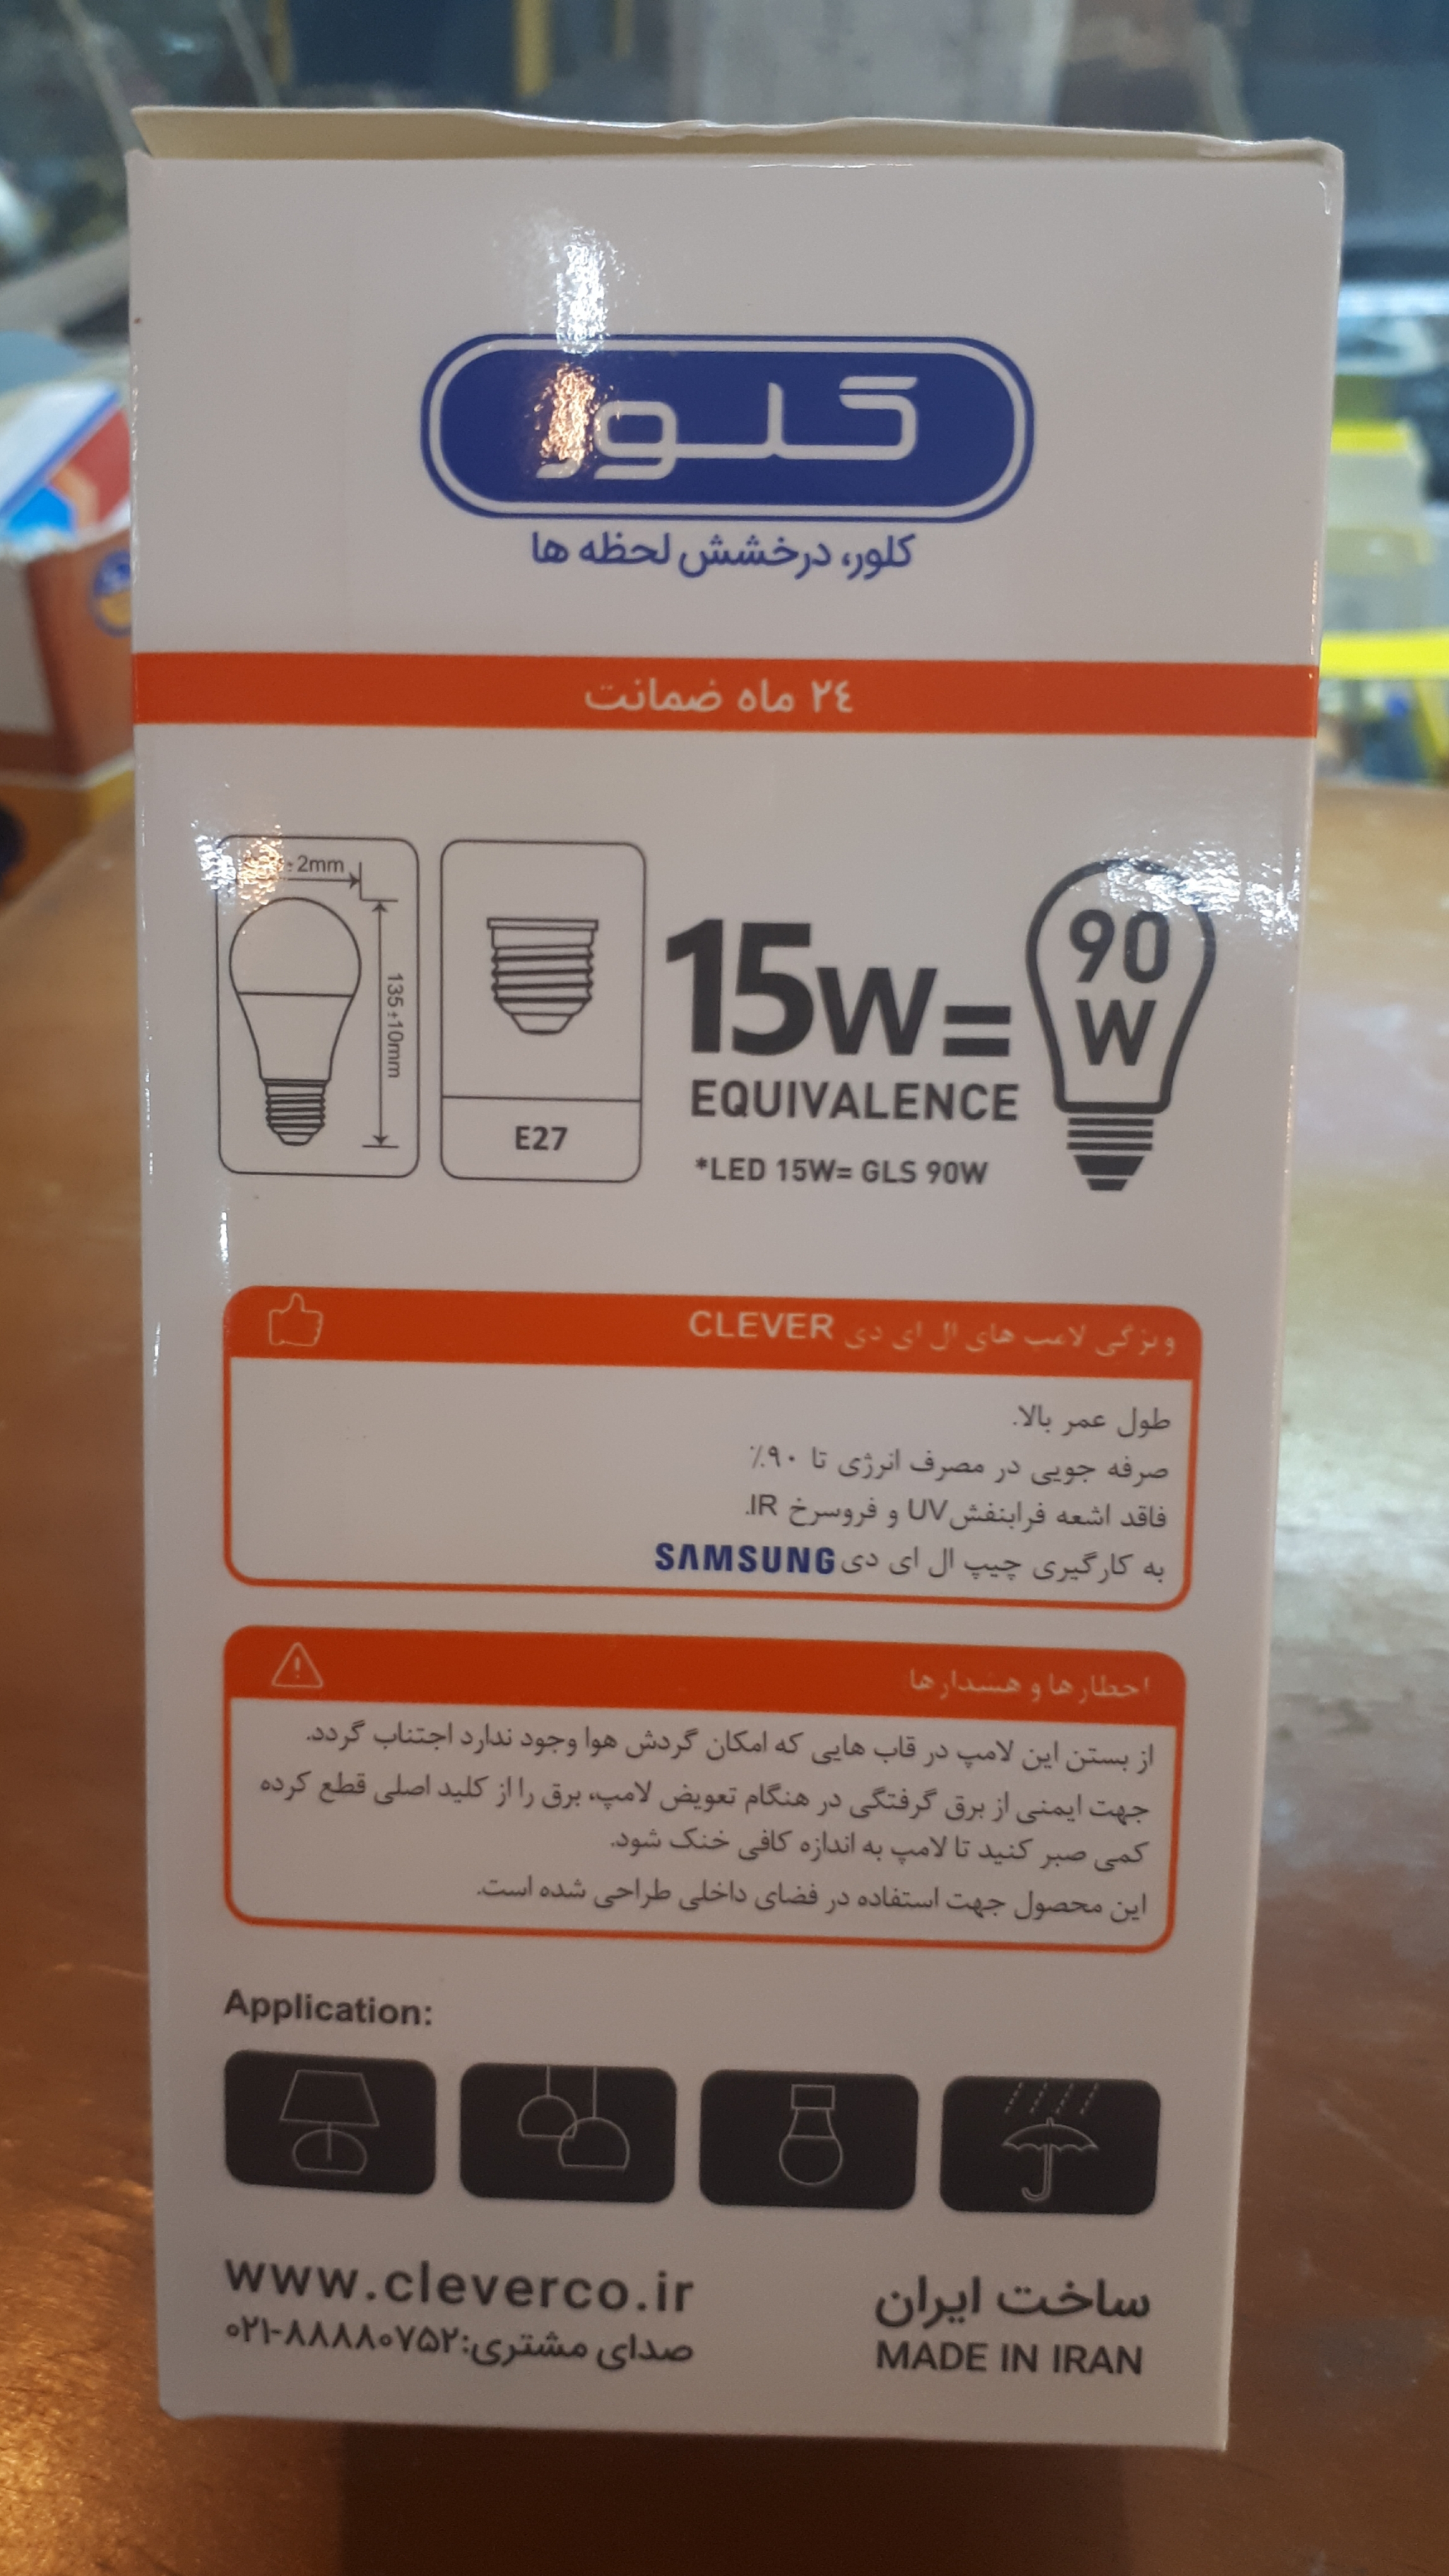 کلور
کلور، درخشش لحظه ها
۲٤ ماه ضمانت
±2mm
135±10mm
E27
15W=
EQUIVALENCE
*LED 15W= GLS 90W
90
W
ویژگی لامپ های ال ای دی CLEVER
طول عمر بالا.
صرفه جویی در مصرف انرژی تا ۹۰٪
فاقد اشعه فرابنفشUV و فروسرخ IR.
به کارگیری چیپ ال ای دی SAMSUNG
اخطارها و هشدارها
از بستن این لامپ در قاب هایی که امکان گردش هوا وجود ندارد اجتناب گردد.
جهت ایمنی از برق گرفتگی در هنگام تعویض لامپ، برق را از کلید اصلی قطع کرده
کمی صبر کنید تا لامپ به اندازه کافی خنک شود.
این محصول جهت استفاده در فضای داخلی طراحی شده است.
Application:
www.cleverco.ir
صدای مشتری:۰۲۱-۸۸۸۸۰۷۵۲
ساخت ایران
MADE IN IRAN